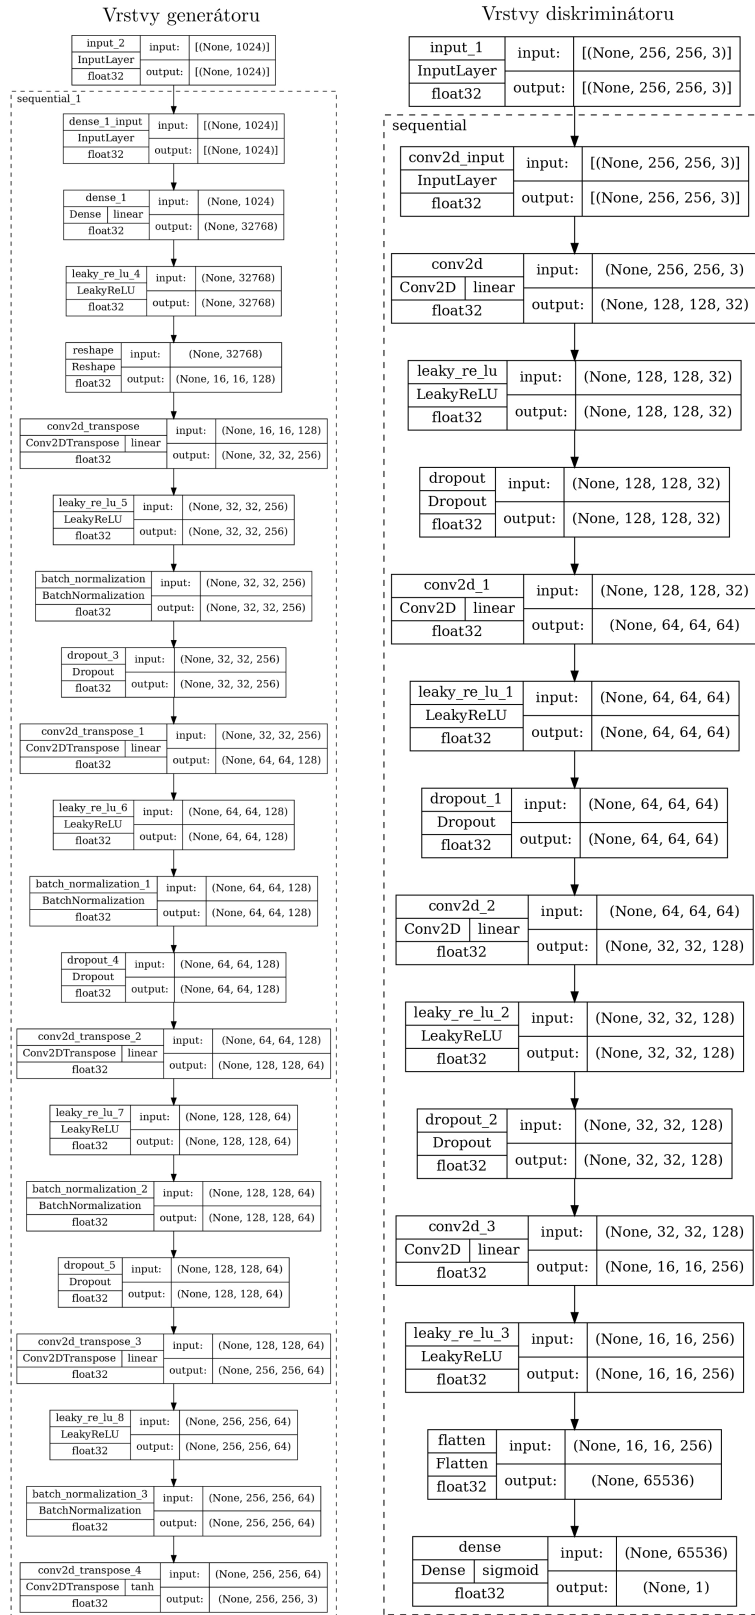 Vrstvy generátoru
input_2 input: [(None, 1024)]
InputLayer
float32 output: [(None, 1024)]
sequential_1
dense_1_input input: [(None, 1024)]
InputLayer
float32 output: [(None, 1024)]
dense_1 input: (None, 1024)
Dense linear
float32 output: (None, 32768)
leaky_re_lu_4 input: (None, 32768)
LeakyReLU
float32 output: (None, 32768)
reshape input: (None, 32768)
Reshape
float32 output: (None, 16, 16, 128)
conv2d_transpose input: (None, 16, 16, 128)
Conv2DTranspose linear
float32 output: (None, 32, 32, 256)
leaky_re_lu_5 input: (None, 32, 32, 256)
LeakyReLU
float32 output: (None, 32, 32, 256)
batch_normalization input: (None, 32, 32, 256)
BatchNormalization
float32 output: (None, 32, 32, 256)
dropout_3 input: (None, 32, 32, 256)
Dropout
float32 output: (None, 32, 32, 256)
conv2d_transpose_1 input: (None, 32, 32, 256)
Conv2DTranspose linear
float32 output: (None, 64, 64, 128)
leaky_re_lu_6 input: (None, 64, 64, 128)
LeakyReLU
float32 output: (None, 64, 64, 128)
batch_normalization_1 input: (None, 64, 64, 128)
BatchNormalization
float32 output: (None, 64, 64, 128)
dropout_4 input: (None, 64, 64, 128)
Dropout
float32 output: (None, 64, 64, 128)
conv2d_transpose_2 input: (None, 64, 64, 128)
Conv2DTranspose linear
float32 output: (None, 128, 128, 64)
leaky_re_lu_7 input: (None, 128, 128, 64)
LeakyReLU
float32 output: (None, 128, 128, 64)
batch_normalization_2 input: (None, 128, 128, 64)
BatchNormalization
float32 output: (None, 128, 128, 64)
dropout_5 input: (None, 128, 128, 64)
Dropout
float32 output: (None, 128, 128, 64)
conv2d_transpose_3 input: (None, 128, 128, 64)
Conv2DTranspose linear
float32 output: (None, 256, 256, 64)
leaky_re_lu_8 input: (None, 256, 256, 64)
LeakyReLU
float32 output: (None, 256, 256, 64)
batch_normalization_3 input: (None, 256, 256, 64)
BatchNormalization
float32 output: (None, 256, 256, 64)
conv2d_transpose_4 input: (None, 256, 256, 64)
Conv2DTranspose tanh
float32 output: (None, 256, 256, 3)
Vrstvy diskriminátoru
input_1 input: [(None, 256, 256, 3)]
InputLayer
float32 output: [(None, 256, 256, 3)]
sequential
conv2d_input input: [(None, 256, 256, 3)]
InputLayer
float32 output: [(None, 256, 256, 3)]
conv2d input: (None, 256, 256, 3)
Conv2D linear
float32 output: (None, 128, 128, 32)
leaky_re_lu input: (None, 128, 128, 32)
LeakyReLU
float32 output: (None, 128, 128, 32)
dropout input: (None, 128, 128, 32)
Dropout
float32 output: (None, 128, 128, 32)
conv2d_1 input: (None, 128, 128, 32)
Conv2D linear
float32 output: (None, 64, 64, 64)
leaky_re_lu_1 input: (None, 64, 64, 64)
LeakyReLU
float32 output: (None, 64, 64, 64)
dropout_1 input: (None, 64, 64, 64)
Dropout
float32 output: (None, 64, 64, 64)
conv2d_2 input: (None, 64, 64, 64)
Conv2D linear
float32 output: (None, 32, 32, 128)
leaky_re_lu_2 input: (None, 32, 32, 128)
LeakyReLU
float32 output: (None, 32, 32, 128)
dropout_2 input: (None, 32, 32, 128)
Dropout
float32 output: (None, 32, 32, 128)
conv2d_3 input: (None, 32, 32, 128)
Conv2D linear
float32 output: (None, 16, 16, 256)
leaky_re_lu_3 input: (None, 16, 16, 256)
LeakyReLU
float32 output: (None, 16, 16, 256)
flatten input: (None, 16, 16, 256)
Flatten
float32 output: (None, 65536)
dense input: (None, 65536)
Dense sigmoid
float32 output: (None, 1)